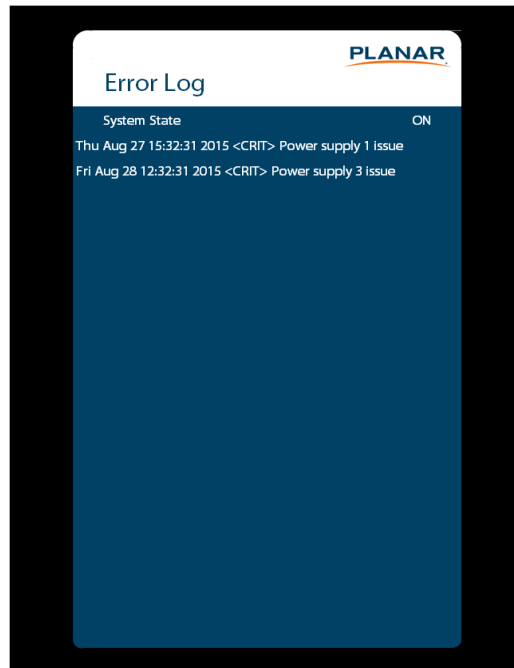 PLANAR
Error Log
System State ON
Thu Aug 27 15:32:31 2015 <CRIT> Power supply 1 issue
Fri Aug 28 12:32:31 2015 <CRIT> Power supply 3 issue